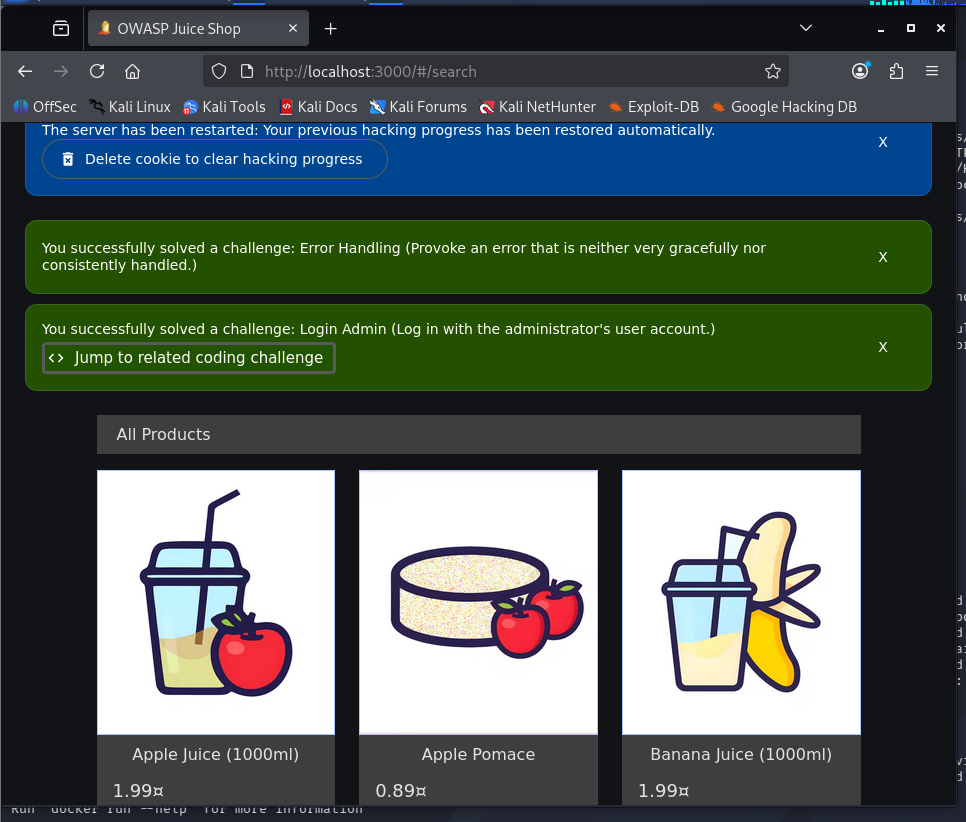 OWASP Juice Shop
http://localhost:3000/#/search
OffSec
Kali Linux
Kali Tools
Kali Docs
Kali Forums
Kali NetHunter
Exploit-DB
Google Hacking DB
The server has been restarted: Your previous hacking progress has been restored automatically.
X
Delete cookie to clear hacking progress
You successfully solved a challenge: Error Handling (Provoke an error that is neither very gracefully nor
consistently handled.)
X
You successfully solved a challenge: Login Admin (Log in with the administrator's user account.)
X
<> Jump to related coding challenge
All Products
Apple Juice (1000ml)
Apple Pomace
Banana Juice (1000ml)
1.99¤
0.89¤
1.99¤
Run 'docker run --help' for more information